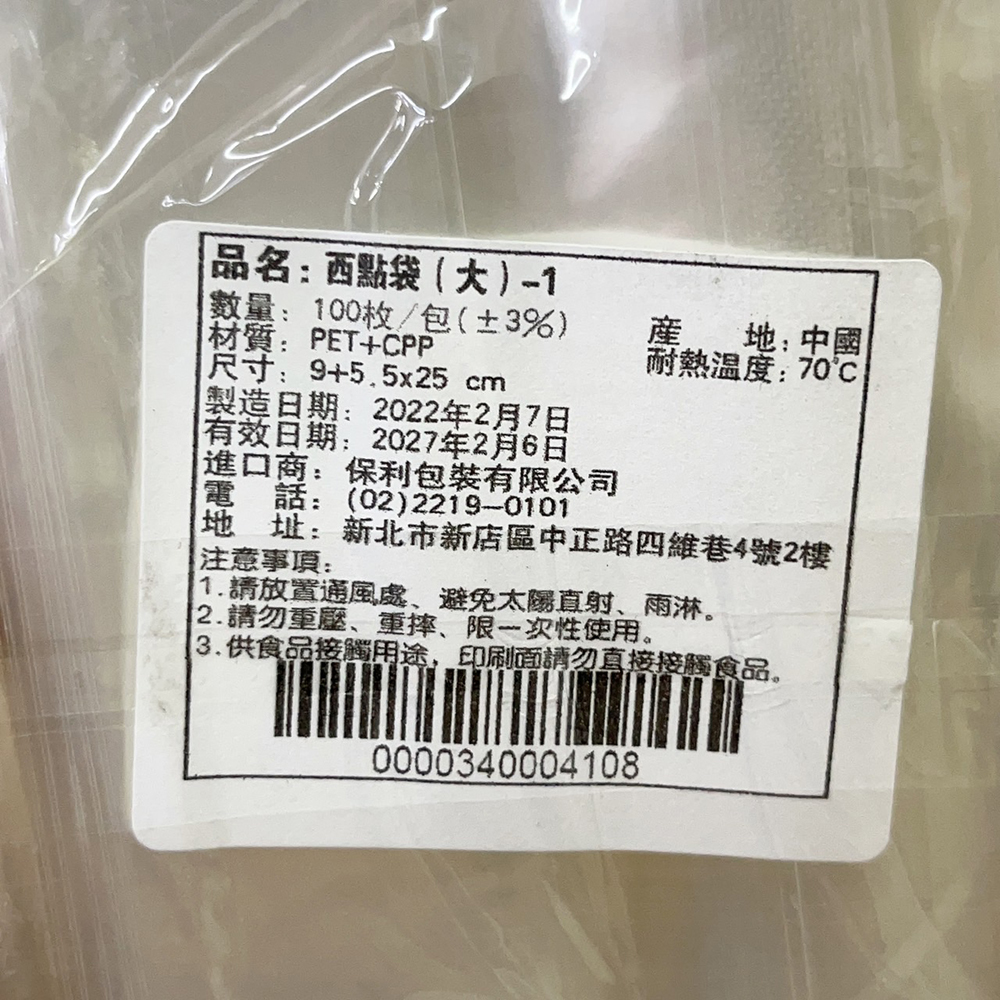 品名：西點袋（大）-1
數量：100枚/包(±3%)
材質：PET+CPP
產 地：中國
尺寸：9+5.5x25 cm
耐熱溫度：70℃
製造日期：2022年2月7日
有效日期：2027年2月6日
進口商：保利包裝有限公司
電 話：(02)2219-0101
地 址：新北市新店區中正路四維巷4號2樓
注意事項：
1.請放置通風處、避免太陽直射、雨淋。
2.請勿重壓、重摔、限一次性使用。
3.供食品接觸用途，印刷面請勿直接接觸食品。
0000340004108